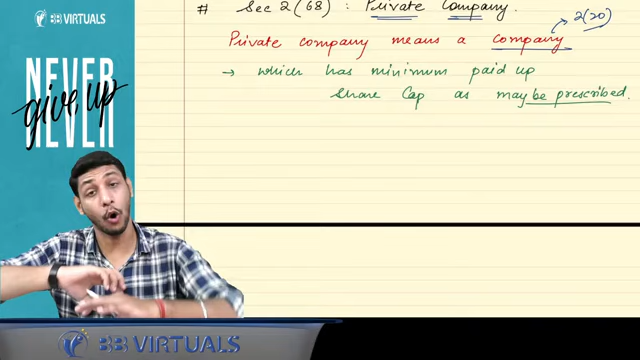 BB VIRTUALS
NEVER
give up
NEVER
# Sec 2(68) : Private Company.
2(20)
Private company means a company
→ which has minimum paid up
Share Cap as may be prescribed.
BB VIRTUALS